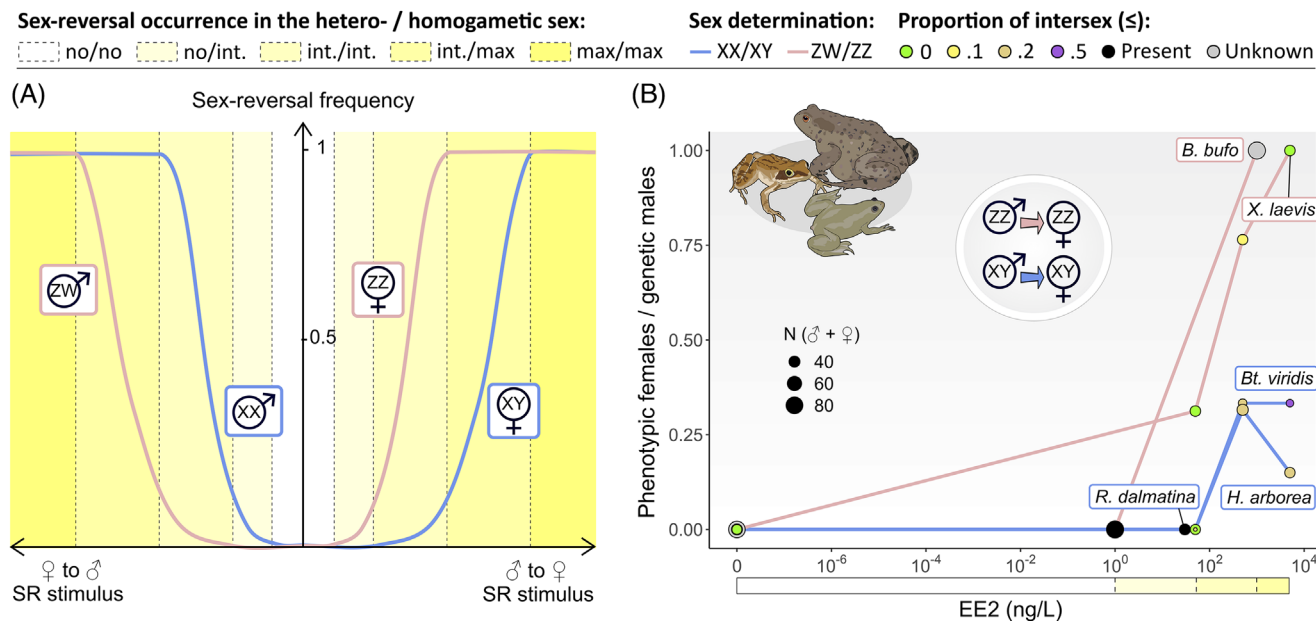 Sex-reversal occurrence in the hetero- / homogametic sex:
no/no no/int. int./int. int./max max/max
Sex determination:
XX/XY ZW/ZZ
Proportion of intersex (≤):
0 .1 .2 .5 Present Unknown
(A)
Sex-reversal frequency
1
0.5
ZW♂
XX♂
ZZ♀
XY♀
♀ to ♂
SR stimulus
♂ to ♀
SR stimulus
(B)
Phenotypic females / genetic males
1.00
0.75
0.50
0.25
0.00
ZZ♂ ZZ♀
XY♂ XY♀
N (♂ + ♀)
40
60
80
B. bufo
X. laevis
Bt. viridis
R. dalmatina
H. arborea
0 10⁻⁶ 10⁻⁴ 10⁻² 10⁰ 10² 10⁴
EE2 (ng/L)